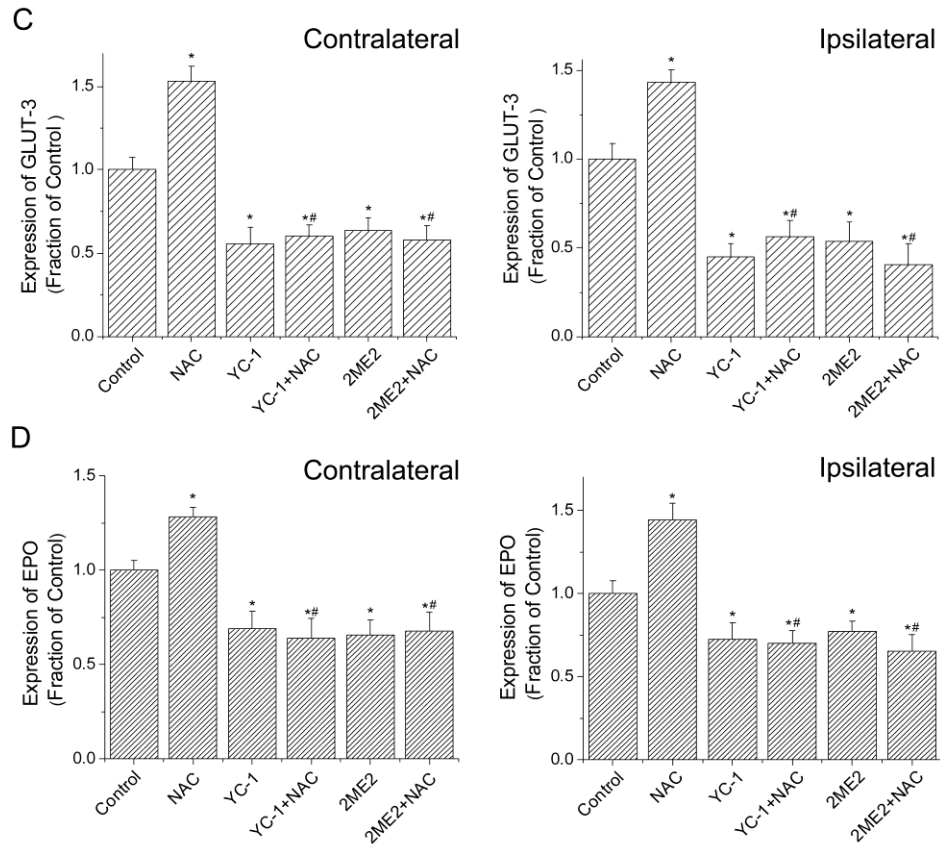 C
Contralateral
Expression of GLUT-3
(Fraction of Control )
1.5
1.0
0.5
0.0
*
*
*#
*
*#
Control
NAC
YC-1
YC-1+NAC
2ME2
2ME2+NAC
Ipsilateral
Expression of GLUT-3
(Fraction of Control )
1.5
1.0
0.5
0.0
*
*
*#
*
*#
Control
NAC
YC-1
YC-1+NAC
2ME2
2ME2+NAC
D
Contralateral
Expression of EPO
(Fraction of Control)
1.5
1.0
0.5
0.0
*
*
*#
*
*#
Control
NAC
YC-1
YC-1+NAC
2ME2
2ME2+NAC
Ipsilateral
Expression of EPO
(Fraction of Control)
1.5
1.0
0.5
0.0
*
*
*#
*
*#
Control
NAC
YC-1
YC-1+NAC
2ME2
2ME2+NAC